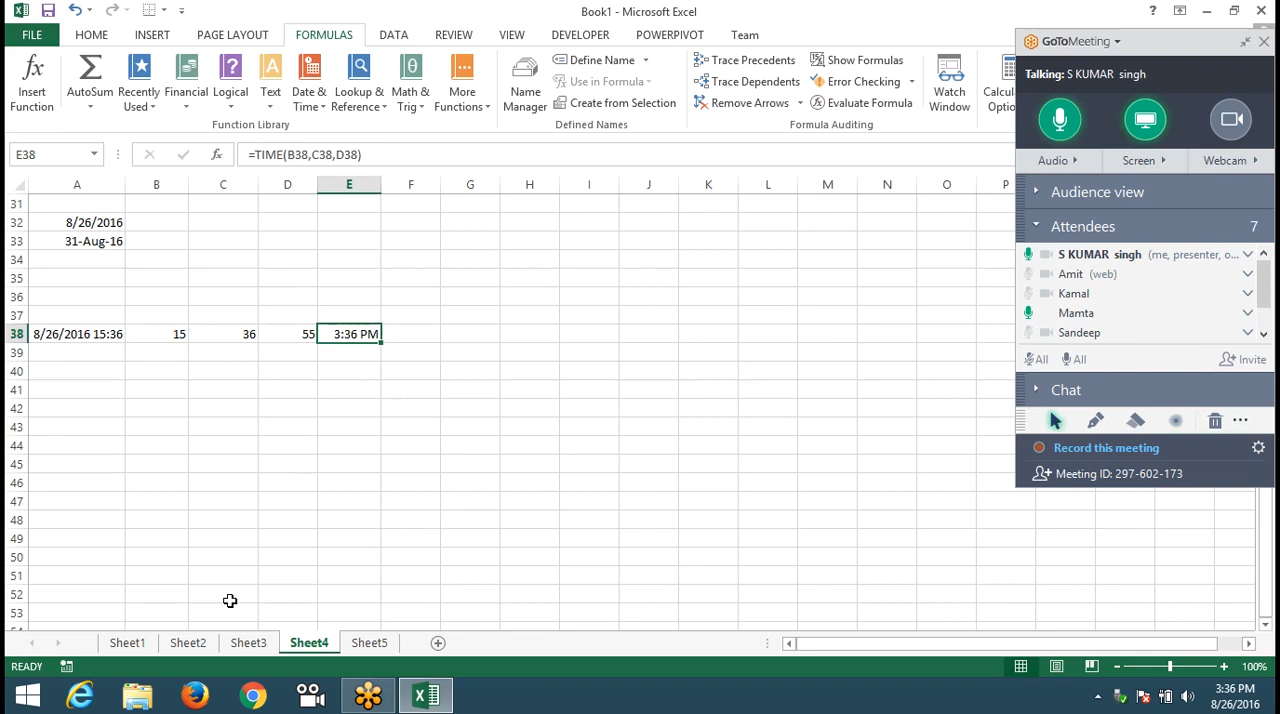 Book1 - Microsoft Excel
FILE HOME INSERT PAGE LAYOUT FORMULAS DATA REVIEW VIEW DEVELOPER POWERPIVOT Team
Insert Function
AutoSum
Recently Used
Financial
Logical
Text
Date & Time
Lookup & Reference
Math & Trig
More Functions
Function Library
Name Manager
Define Name
Use in Formula
Create from Selection
Defined Names
Trace Precedents
Trace Dependents
Remove Arrows
Show Formulas
Error Checking
Evaluate Formula
Formula Auditing
Watch Window
E38 =TIME(B38,C38,D38)
A B C D E F G H I J K L M N O P
31
32 8/26/2016
33 31-Aug-16
34
35
36
37
38 8/26/2016 15:36 15 36 55 3:36 PM
39
40
41
42
43
44
45
46
47
48
49
50
51
52
53
Sheet1 Sheet2 Sheet3 Sheet4 Sheet5
READY
100%
GoToMeeting
Talking: S KUMAR singh
Audio Screen Webcam
Audience view
Attendees 7
S KUMAR singh (me, presenter, o...
Amit (web)
Kamal
Mamta
Sandeep
All All Invite
Chat
Record this meeting
Meeting ID: 297-602-173
3:36 PM
8/26/2016